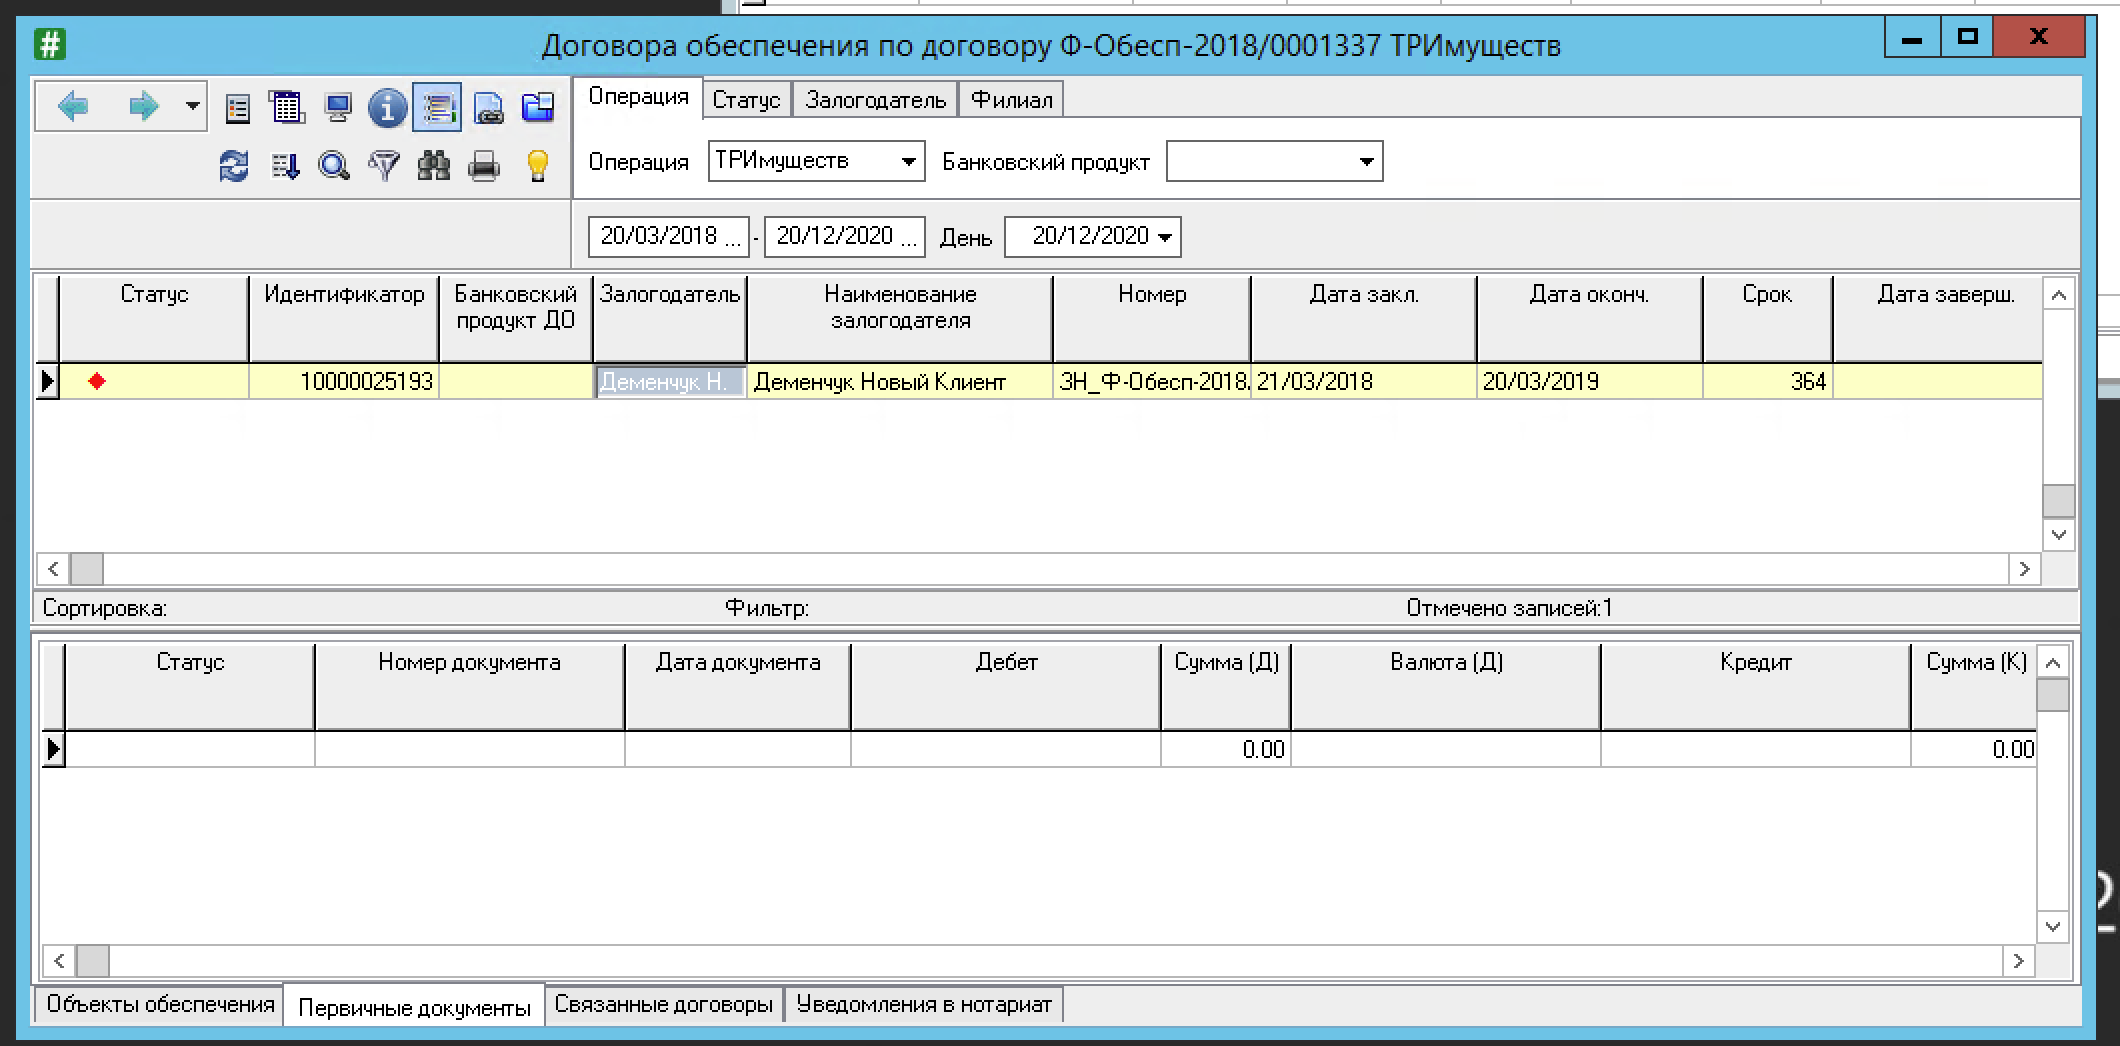 Договора обеспечения по договору Ф-Обесп-2018/0001337 ТРИмуществ
Операция Статус Залогодатель Филиал
Операция ТРИмуществ Банковский продукт
20/03/2018 ... - 20/12/2020 ... День 20/12/2020
Статус Идентификатор Банковский продукт ДО Залогодатель Наименование залогодателя Номер Дата закл. Дата оконч. Срок Дата заверш.
10000025193 Деменчук Н. Деменчук Новый Клиент ЗН_Ф-Обесп-2018. 21/03/2018 20/03/2019 364
Сортировка: Фильтр: Отмечено записей:1
Статус Номер документа Дата документа Дебет Сумма (Д) Валюта (Д) Кредит Сумма (К)
0.00 0.00
Объекты обеспечения Первичные документы Связанные договоры Уведомления в нотариат